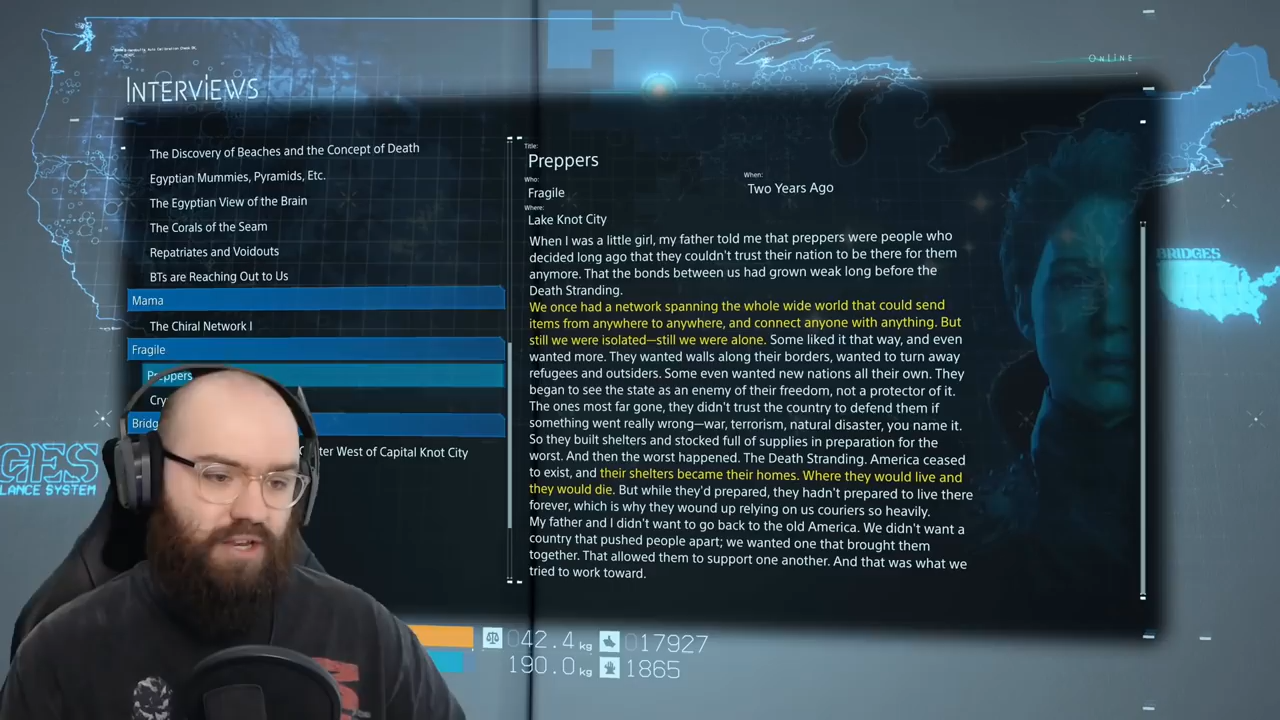 INTERVIEWS
ONLINE
The Discovery of Beaches and the Concept of Death
Egyptian Mummies, Pyramids, Etc.
The Egyptian View of the Brain
The Corals of the Seam
Repatriates and Voidouts
BTs are Reaching Out to Us
Mama
The Chiral Network I
Fragile
Preppers
Cry
Bridg
ter West of Capital Knot City
Title:
Preppers
Who:
Fragile
When:
Two Years Ago
Where:
Lake Knot City
When I was a little girl, my father told me that preppers were people who
decided long ago that they couldn't trust their nation to be there for them
anymore. That the bonds between us had grown weak long before the
Death Stranding.
We once had a network spanning the whole wide world that could send
items from anywhere to anywhere, and connect anyone with anything. But
still we were isolated—still we were alone. Some liked it that way, and even
wanted more. They wanted walls along their borders, wanted to turn away
refugees and outsiders. Some even wanted new nations all their own. They
began to see the state as an enemy of their freedom, not a protector of it.
The ones most far gone, they didn't trust the country to defend them if
something went really wrong—war, terrorism, natural disaster, you name it.
So they built shelters and stocked full of supplies in preparation for the
worst. And then the worst happened. The Death Stranding. America ceased
to exist, and their shelters became their homes. Where they would live and
they would die. But while they'd prepared, they hadn't prepared to live there
forever, which is why they wound up relying on us couriers so heavily.
My father and I didn't want to go back to the old America. We didn't want a
country that pushed people apart; we wanted one that brought them
together. That allowed them to support one another. And that was what we
tried to work toward.
BRIDGES
GES
LANCE SYSTEM
042.4 kg
017927
190.0 kg
1865